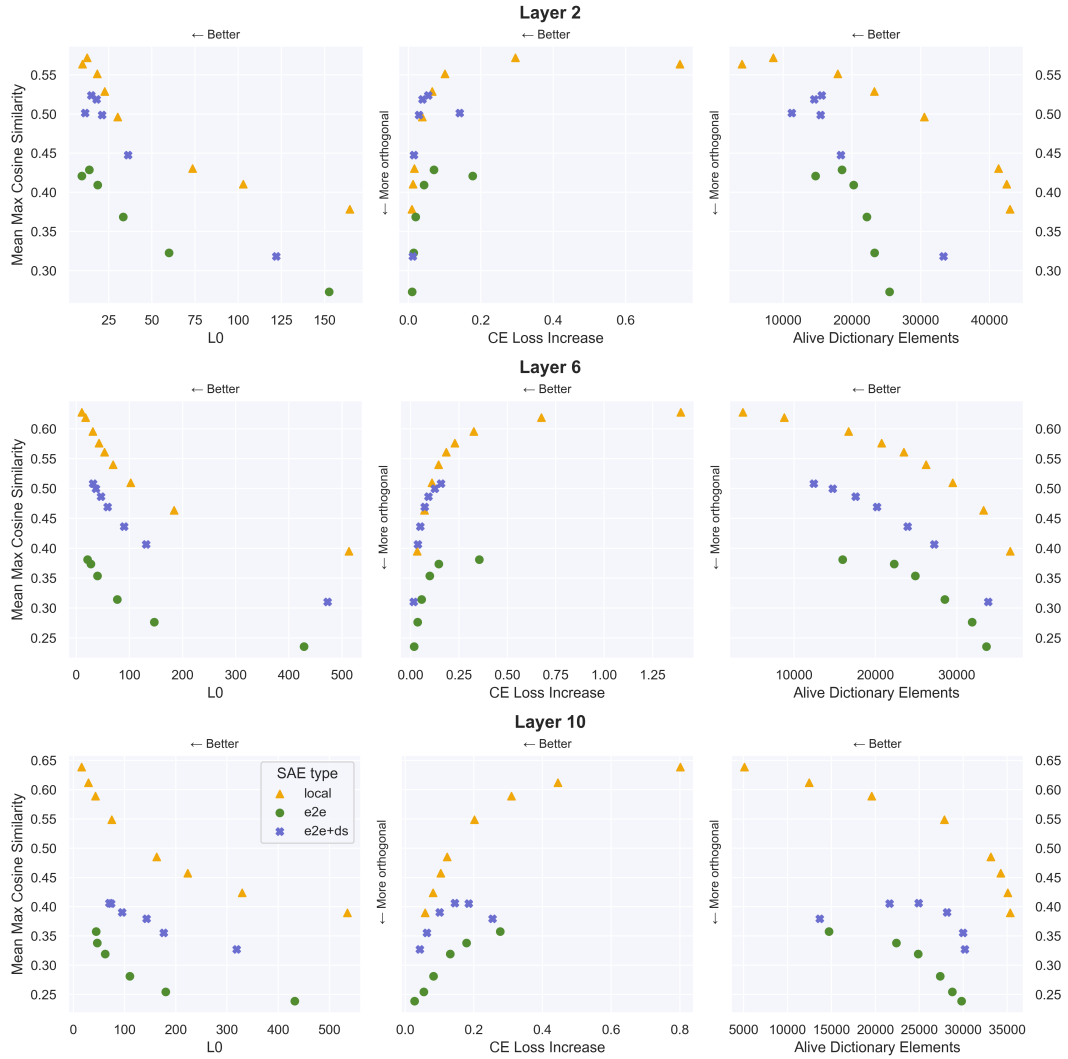 Layer 2
← Better
← Better
← Better
Mean Max Cosine Similarity
0.55
0.50
0.45
0.40
0.35
0.30
← More orthogonal
← More orthogonal
0.55
0.50
0.45
0.40
0.35
0.30
25 50 75 100 125 150
0.0 0.2 0.4 0.6
10000 20000 30000 40000
L0
CE Loss Increase
Alive Dictionary Elements
Layer 6
← Better
← Better
← Better
Mean Max Cosine Similarity
0.60
0.55
0.50
0.45
0.40
0.35
0.30
0.25
← More orthogonal
← More orthogonal
0.60
0.55
0.50
0.45
0.40
0.35
0.30
0.25
0 100 200 300 400 500
0.00 0.25 0.50 0.75 1.00 1.25
10000 20000 30000
L0
CE Loss Increase
Alive Dictionary Elements
Layer 10
← Better
← Better
← Better
Mean Max Cosine Similarity
0.65
0.60
0.55
0.50
0.45
0.40
0.35
0.30
0.25
SAE type
local
e2e
e2e+ds
← More orthogonal
← More orthogonal
0.65
0.60
0.55
0.50
0.45
0.40
0.35
0.30
0.25
0 100 200 300 400 500
0.0 0.2 0.4 0.6 0.8
5000 10000 15000 20000 25000 30000 35000
L0
CE Loss Increase
Alive Dictionary Elements